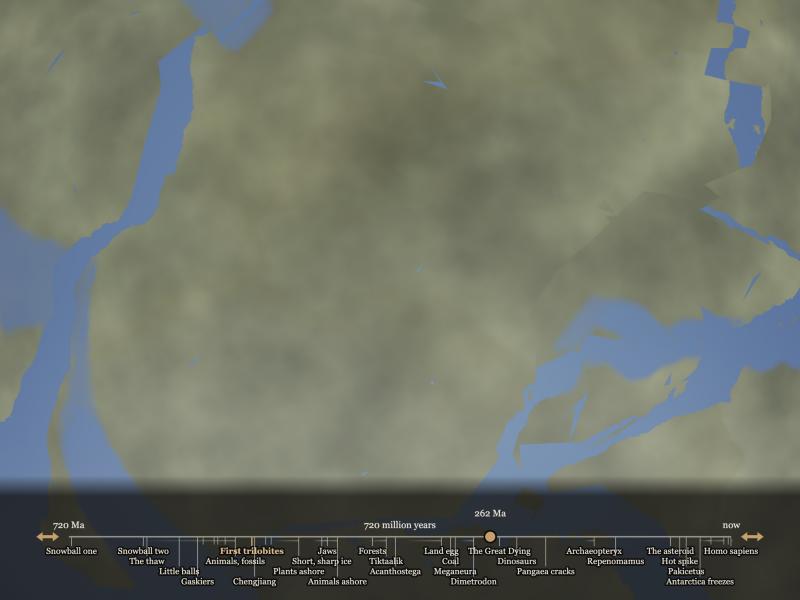 262 Ma
720 Ma 720 million years now
Snowball one Snowball two First trilobites Jaws Forests Land egg The Great Dying Archaeopteryx The asteroid Homo sapiens
The thaw Animals, fossils Short, sharp ice Tiktaalik Coal Dinosaurs Repenomamus Hot spike
Little balls Plants ashore Acanthostega Meganeura Pangaea cracks Pakicetus
Gaskiers Chengjiang Animals ashore Dimetrodon Antarctica freezes